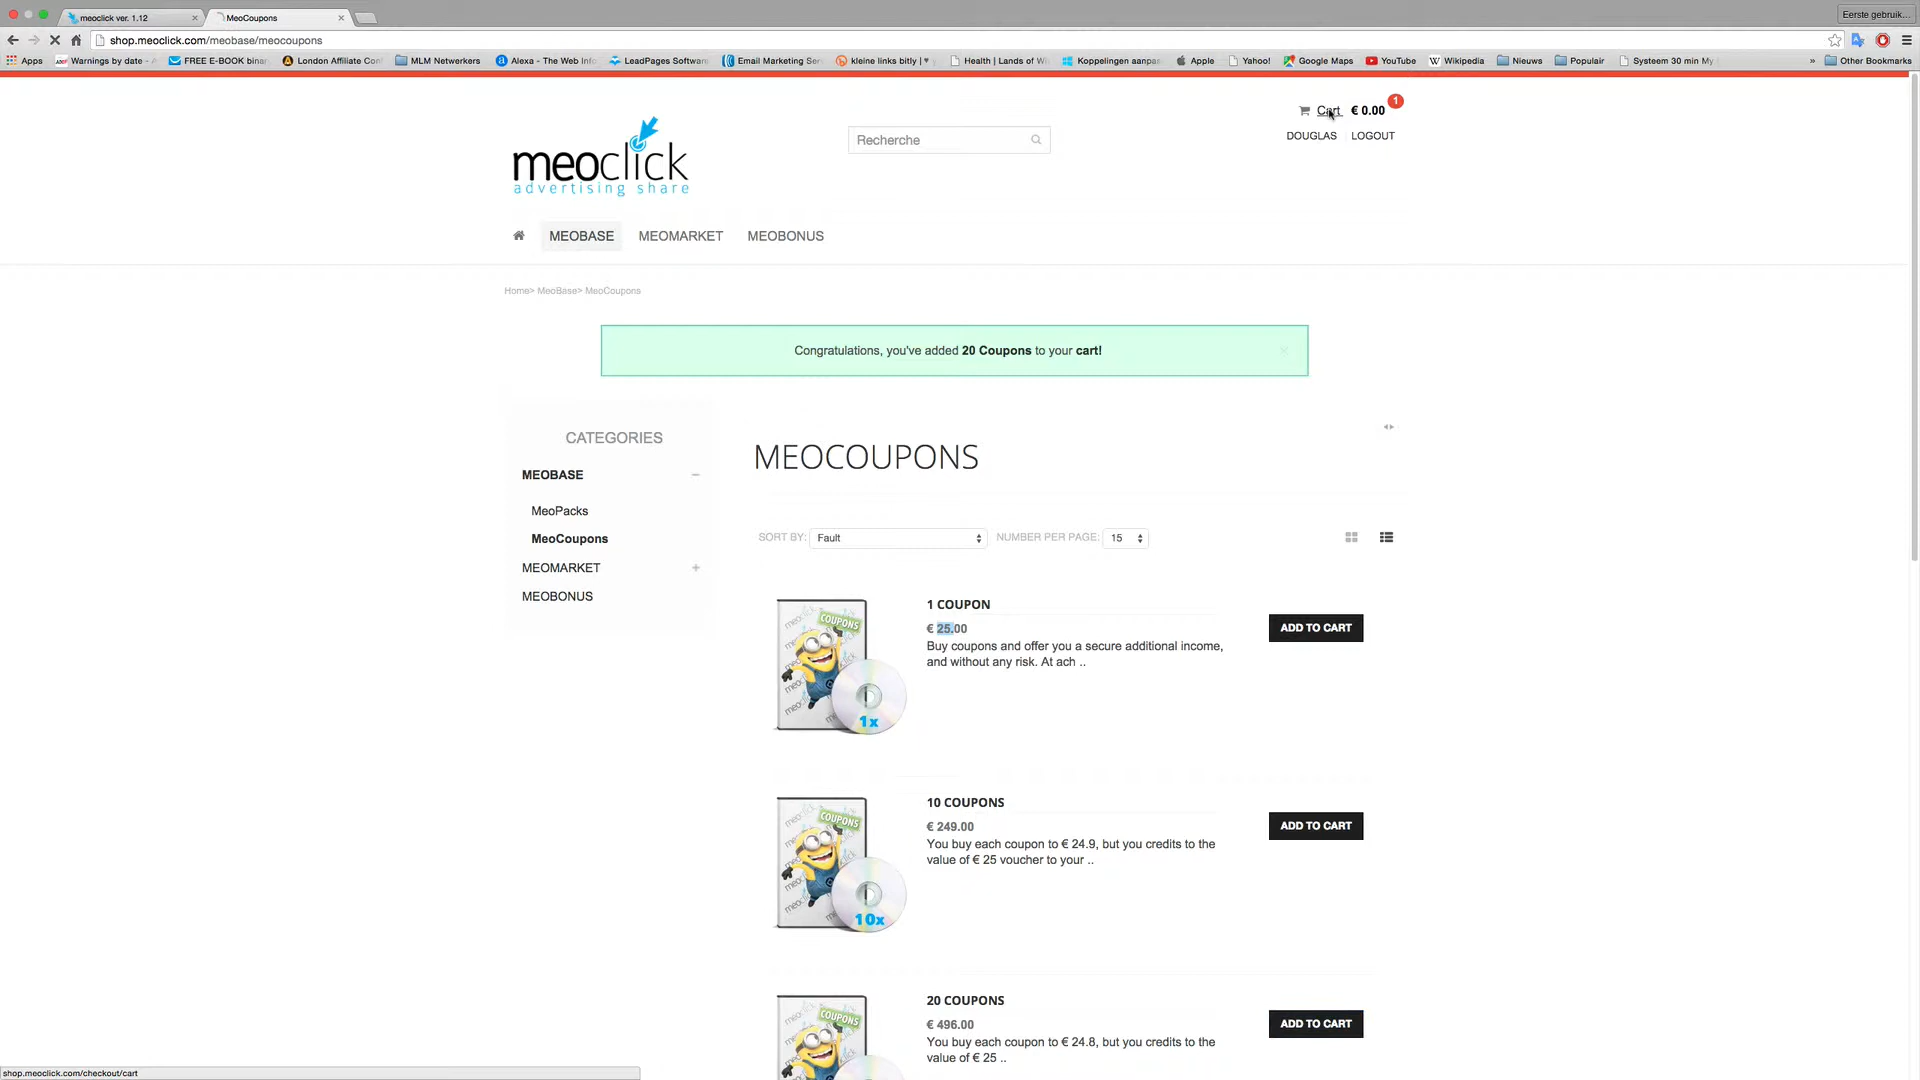 meoclick ver. 1.12
MeoCoupons
Eerste gebruik...
shop.meoclick.com/meobase/meocoupons
Apps
Warnings by date -
FREE E-BOOK binar
London Affiliate Con
MLM Netwerkers
Alexa - The Web Info
LeadPages Software
Email Marketing Ser
kleine links bitly | ♥
Health | Lands of Wi
Koppelingen aanpas
Apple
Yahoo!
Google Maps
YouTube
Wikipedia
Nieuws
Populair
Systeem 30 min My
» Other Bookmarks
Cart € 0.00 1
DOUGLAS LOGOUT
meoclick
advertising share
Recherche
MEOBASE MEOMARKET MEOBONUS
Home> MeoBase> MeoCoupons
Congratulations, you've added 20 Coupons to your cart!
CATEGORIES
MEOBASE
MeoPacks
MeoCoupons
MEOMARKET
MEOBONUS
MEOCOUPONS
SORT BY: Fault NUMBER PER PAGE: 15
COUPONS
1x
1 COUPON
€ 25.00
Buy coupons and offer you a secure additional income,
and without any risk. At ach ..
ADD TO CART
COUPONS
10x
10 COUPONS
€ 249.00
You buy each coupon to € 24.9, but you credits to the
value of € 25 voucher to your ..
ADD TO CART
COUPONS
20 COUPONS
€ 496.00
You buy each coupon to € 24.8, but you credits to the
value of € 25 ..
ADD TO CART
shop.meoclick.com/checkout/cart